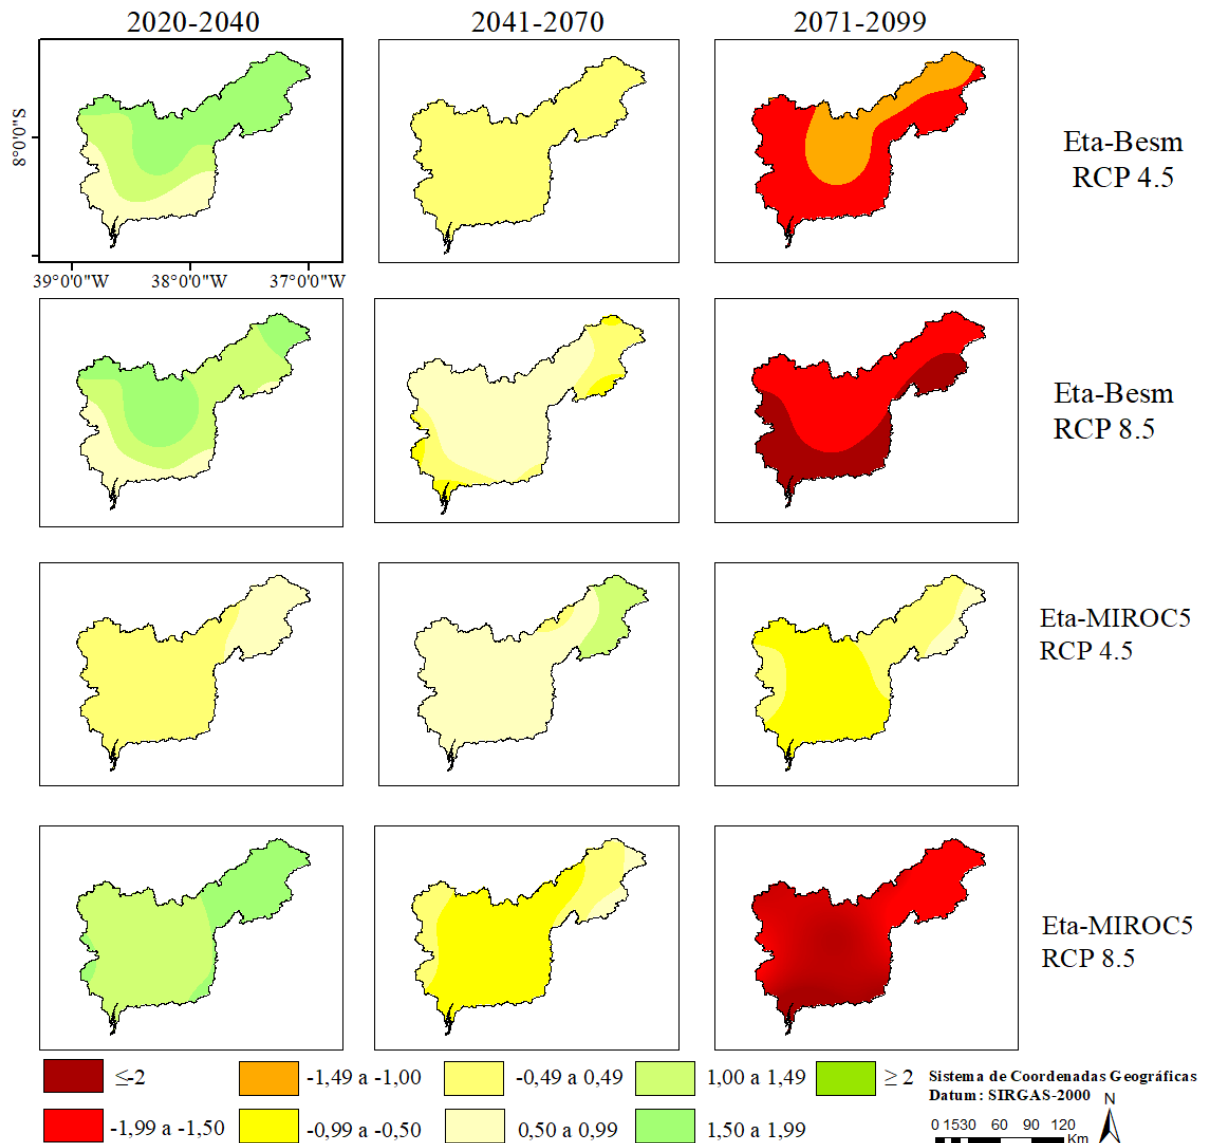 2020-2040
2041-2070
2071-2099
8°0'0"S
39°0'0"W
38°0'0"W
37°0'0"W
Eta-Besm
RCP 4.5
Eta-Besm
RCP 8.5
Eta-MIROC5
RCP 4.5
Eta-MIROC5
RCP 8.5
≤-2
-1,49 a -1,00
-0,49 a 0,49
1,00 a 1,49
≥ 2
-1,99 a -1,50
-0,99 a -0,50
0,50 a 0,99
1,50 a 1,99
Sistema de Coordenadas Geográficas
Datum: SIRGAS-2000
N
0 1530 60 90 120
Km